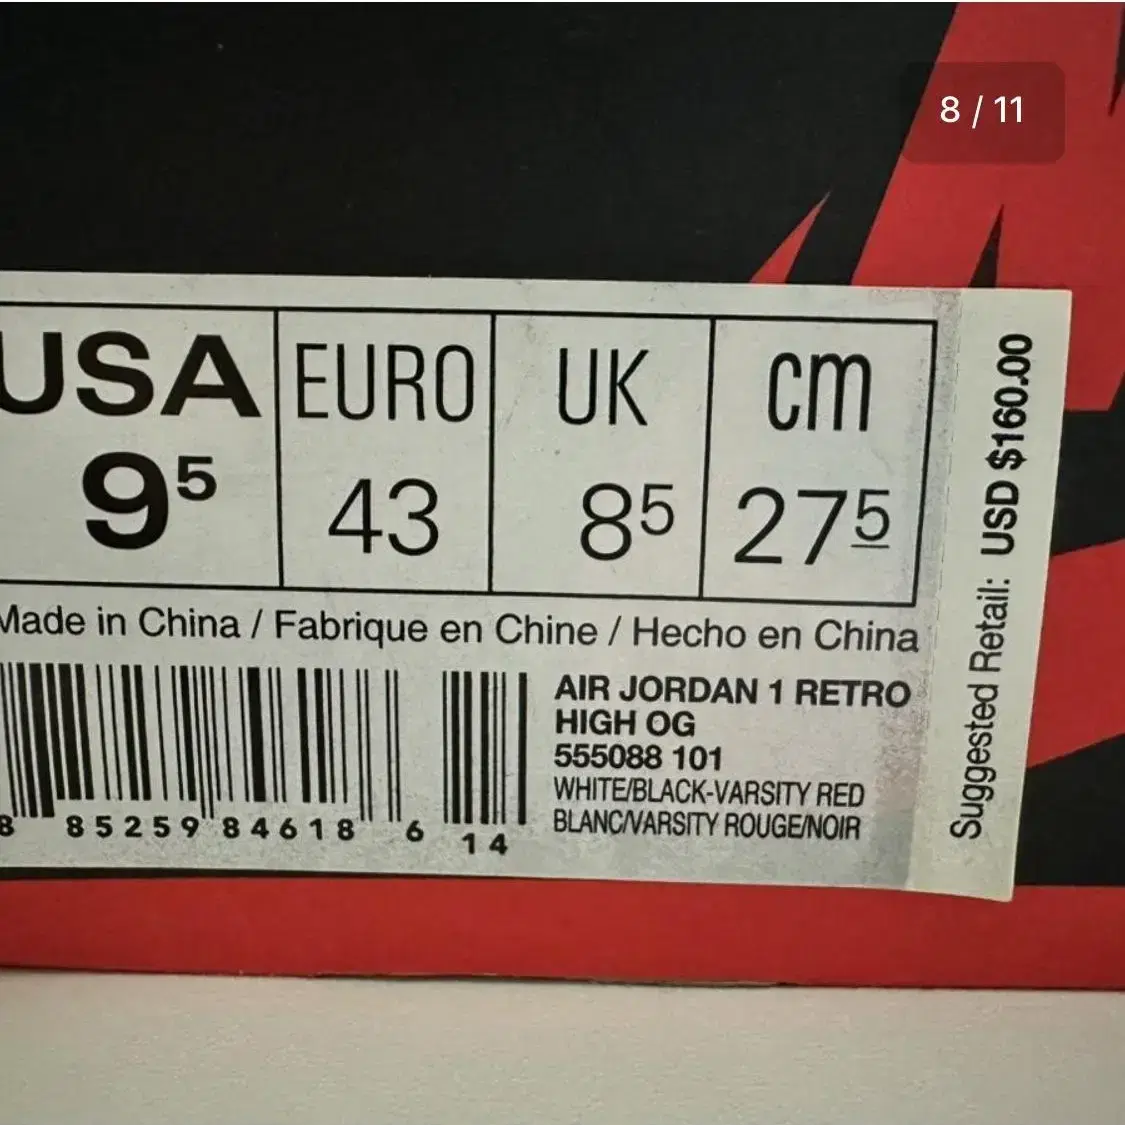 8 / 11
USA EURO UK cm
9⁵ 43 8⁵ 27⁵
Made in China / Fabrique en Chine / Hecho en China
AIR JORDAN 1 RETRO
HIGH OG
555088 101
WHITE/BLACK-VARSITY RED
BLANC/VARSITY ROUGE/NOIR
8 85259 84618 6 14
Suggested Retail: USD $160.00